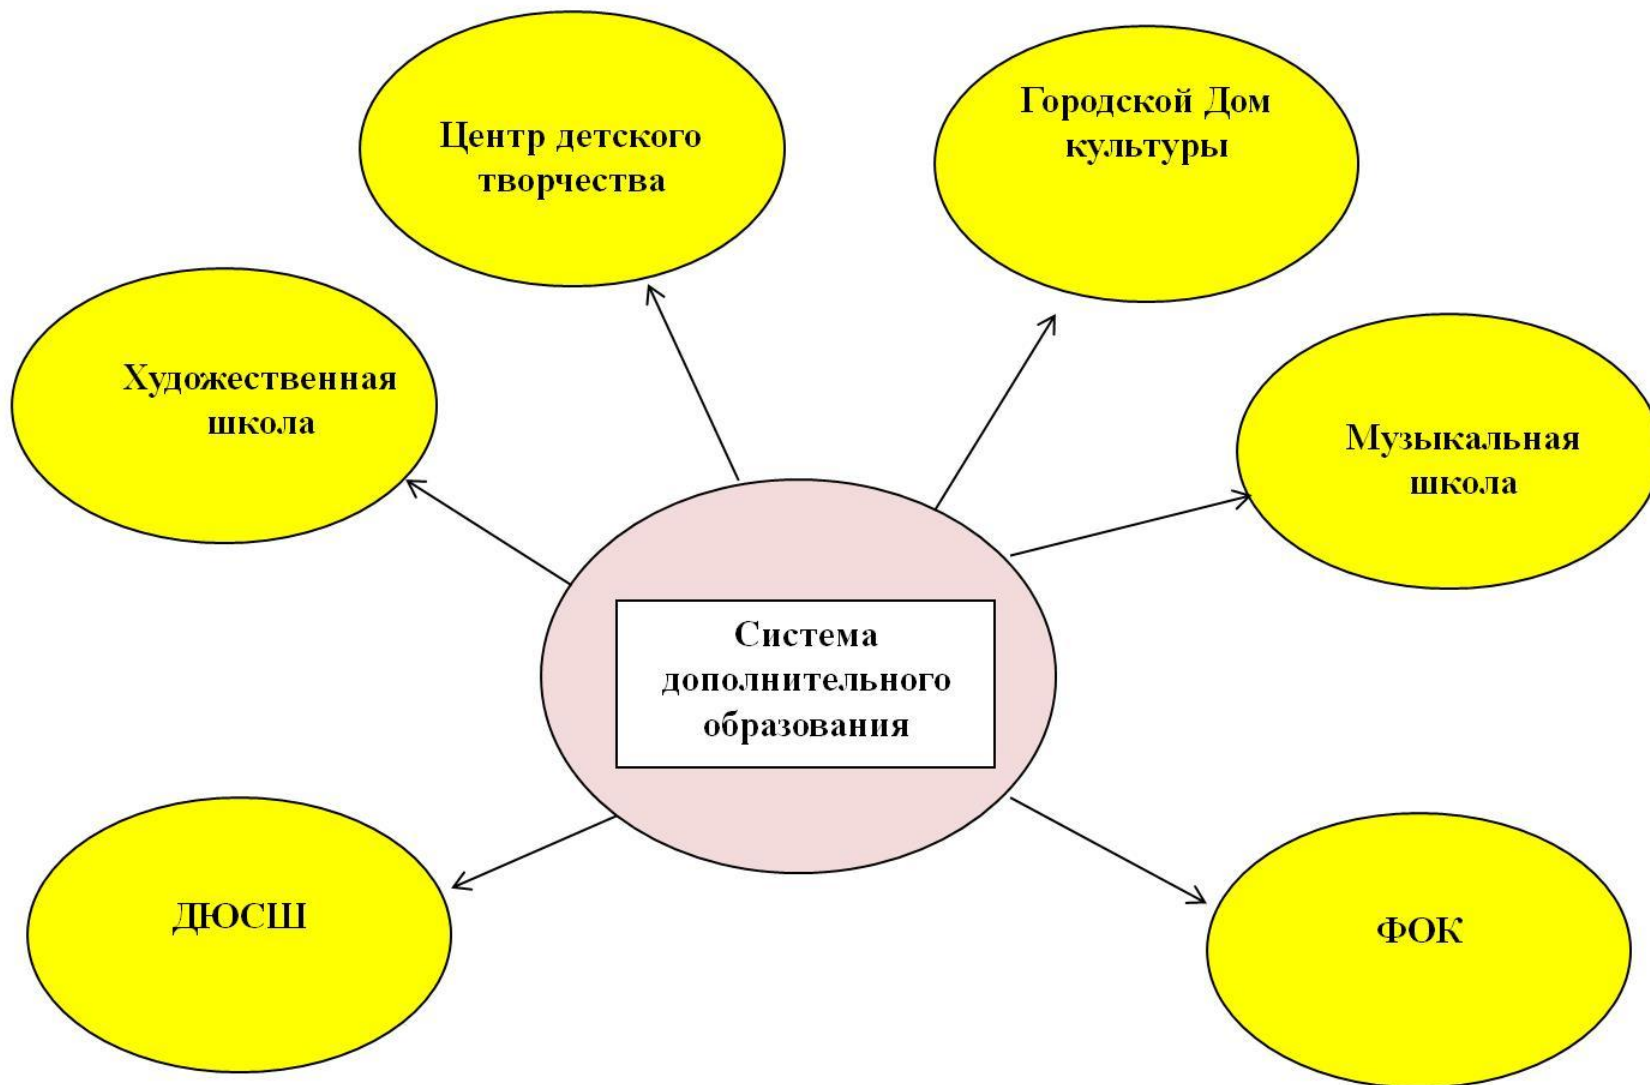 Центр детского
творчества
Городской Дом
культуры
Художественная
школа
Музыкальная
школа
Система
дополнительного
образования
ДЮСШ
ФОК